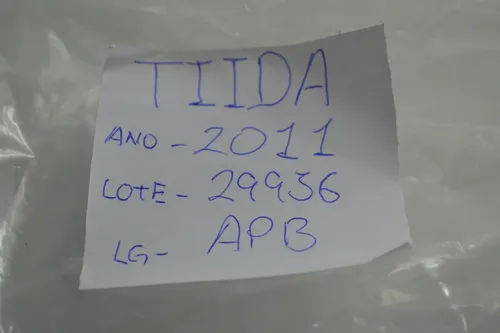 TIIDA
ANO - 2011
LOTE - 29936
LG - APB